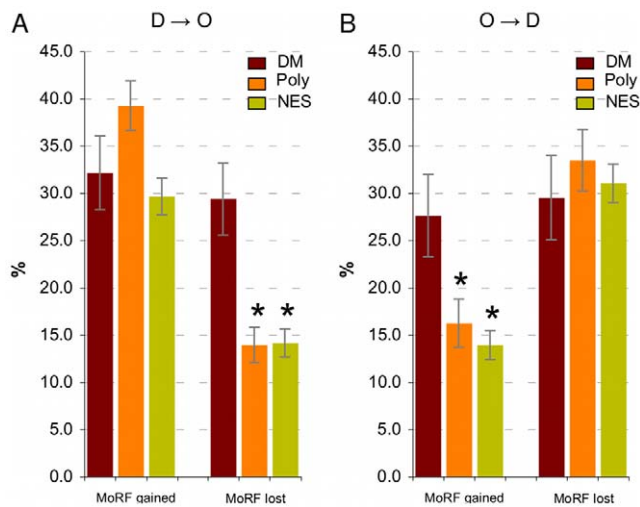 A
D → O
45.0
40.0
35.0
30.0
25.0
20.0
15.0
10.0
5.0
0.0
%
DM
Poly
NES
* *
MoRF gained
MoRF lost
B
O → D
45.0
40.0
35.0
30.0
25.0
20.0
15.0
10.0
5.0
0.0
%
DM
Poly
NES
* *
MoRF gained
MoRF lost